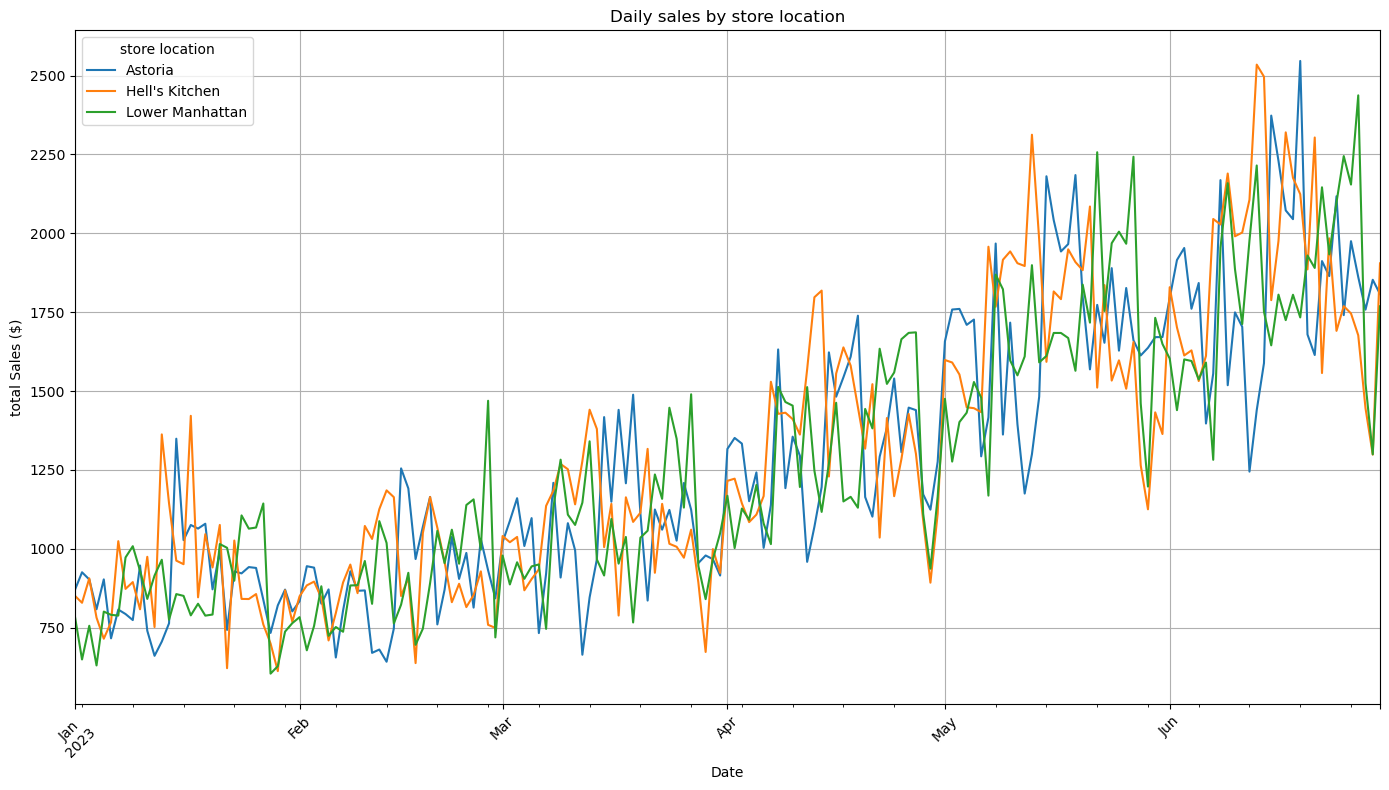 Daily sales by store location
store location
Astoria
Hell's Kitchen
Lower Manhattan
total Sales ($)
2500
2250
2000
1750
1500
1250
1000
750
Jan
2023
Feb
Mar
Apr
May
Jun
Date